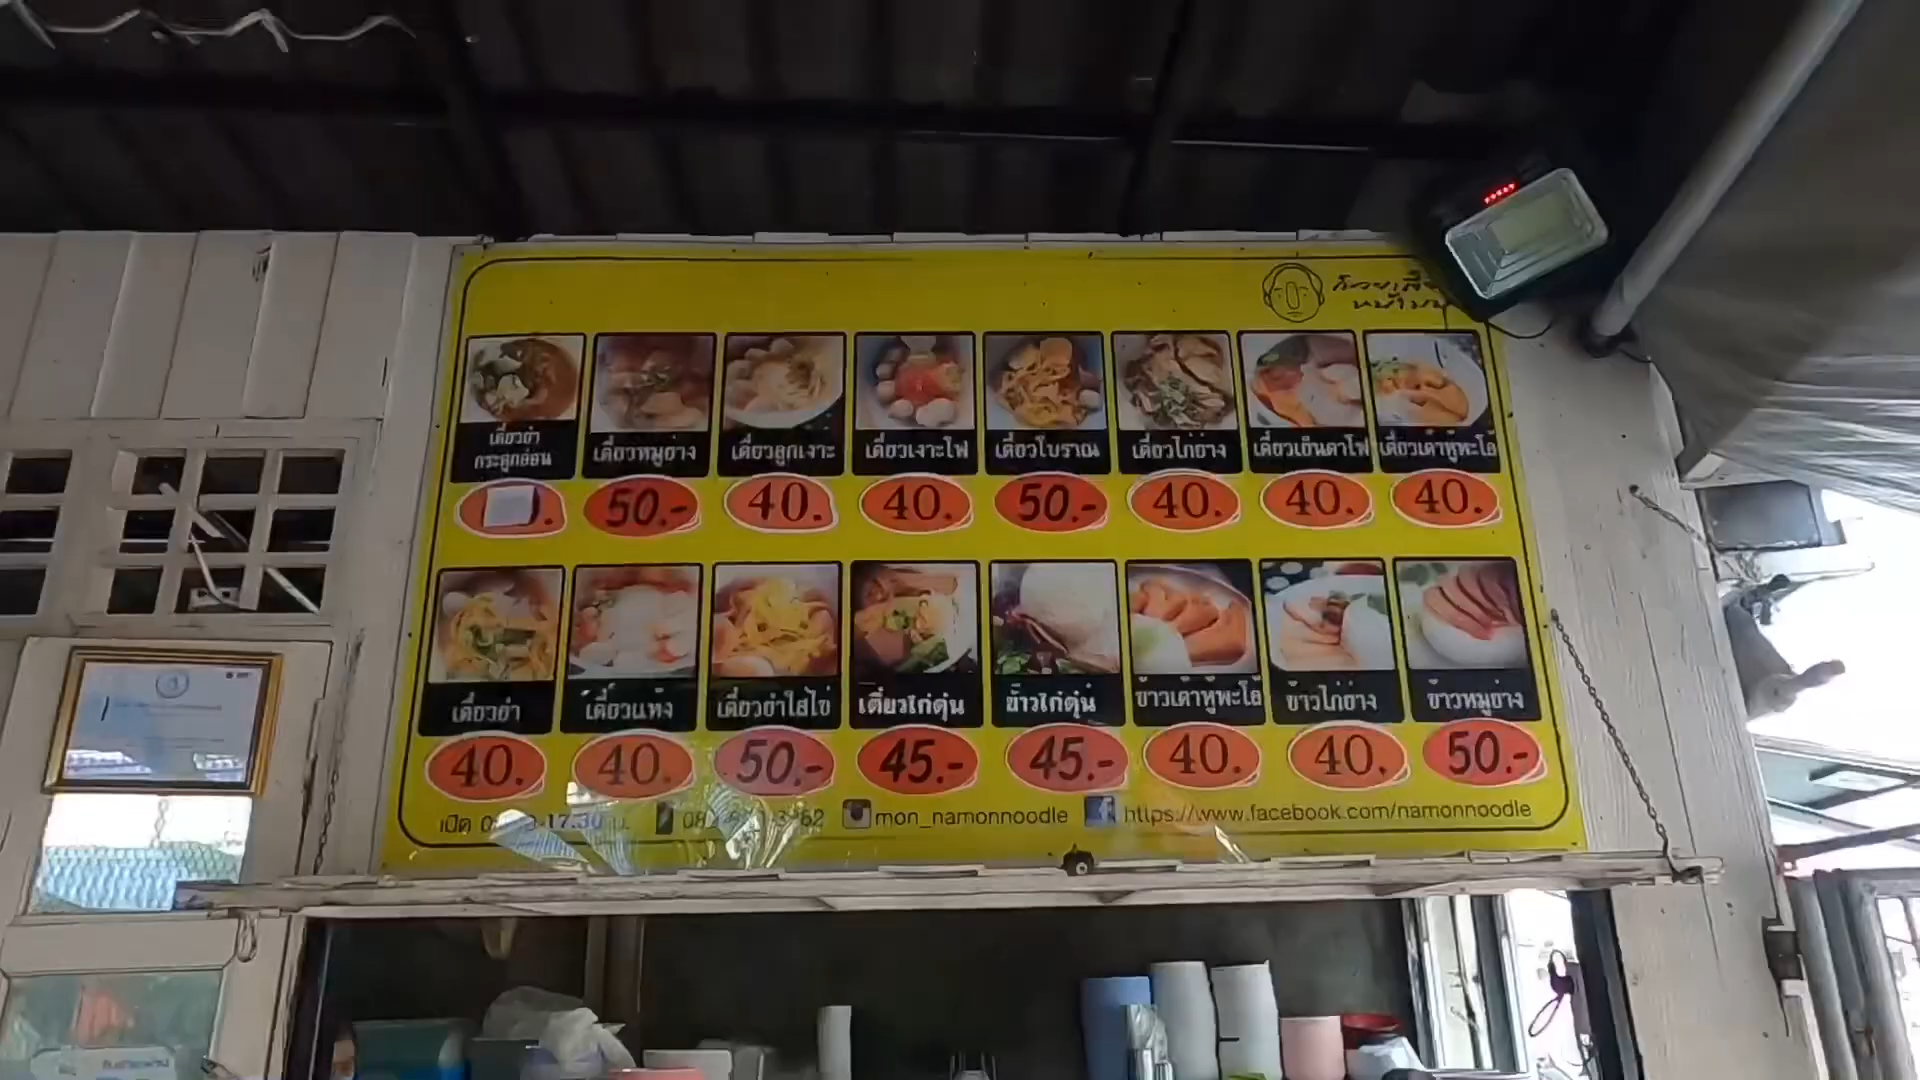 เตี๋ยวยำ
กระดูกอ่อน
เตี๋ยวหมูย่าง
เตี๋ยวลูกเงาะ
เตี๋ยวเงาะไฟ
เตี๋ยวโบราณ
เตี๋ยวไก่ย่าง
เตี๋ยวเย็นตาโฟ
เตี๋ยวเต้าหู้พะโล้
50.-
40.
40.
50.-
40.
40.
40.
เตี๋ยวยำ
เตี๋ยวแห้ง
เตี๋ยวยำใส่ไข่
เตี๋ยวไก่ตุ๋น
ข้าวไก่ตุ๋น
ข้าวเต้าหู้พะโล้
ข้าวไก่ย่าง
ข้าวหมูย่าง
40.
40.
50.-
45.-
45.-
40.
40.
50.-
เปิด
mon_namonnoodle
https://www.facebook.com/namonnoodle